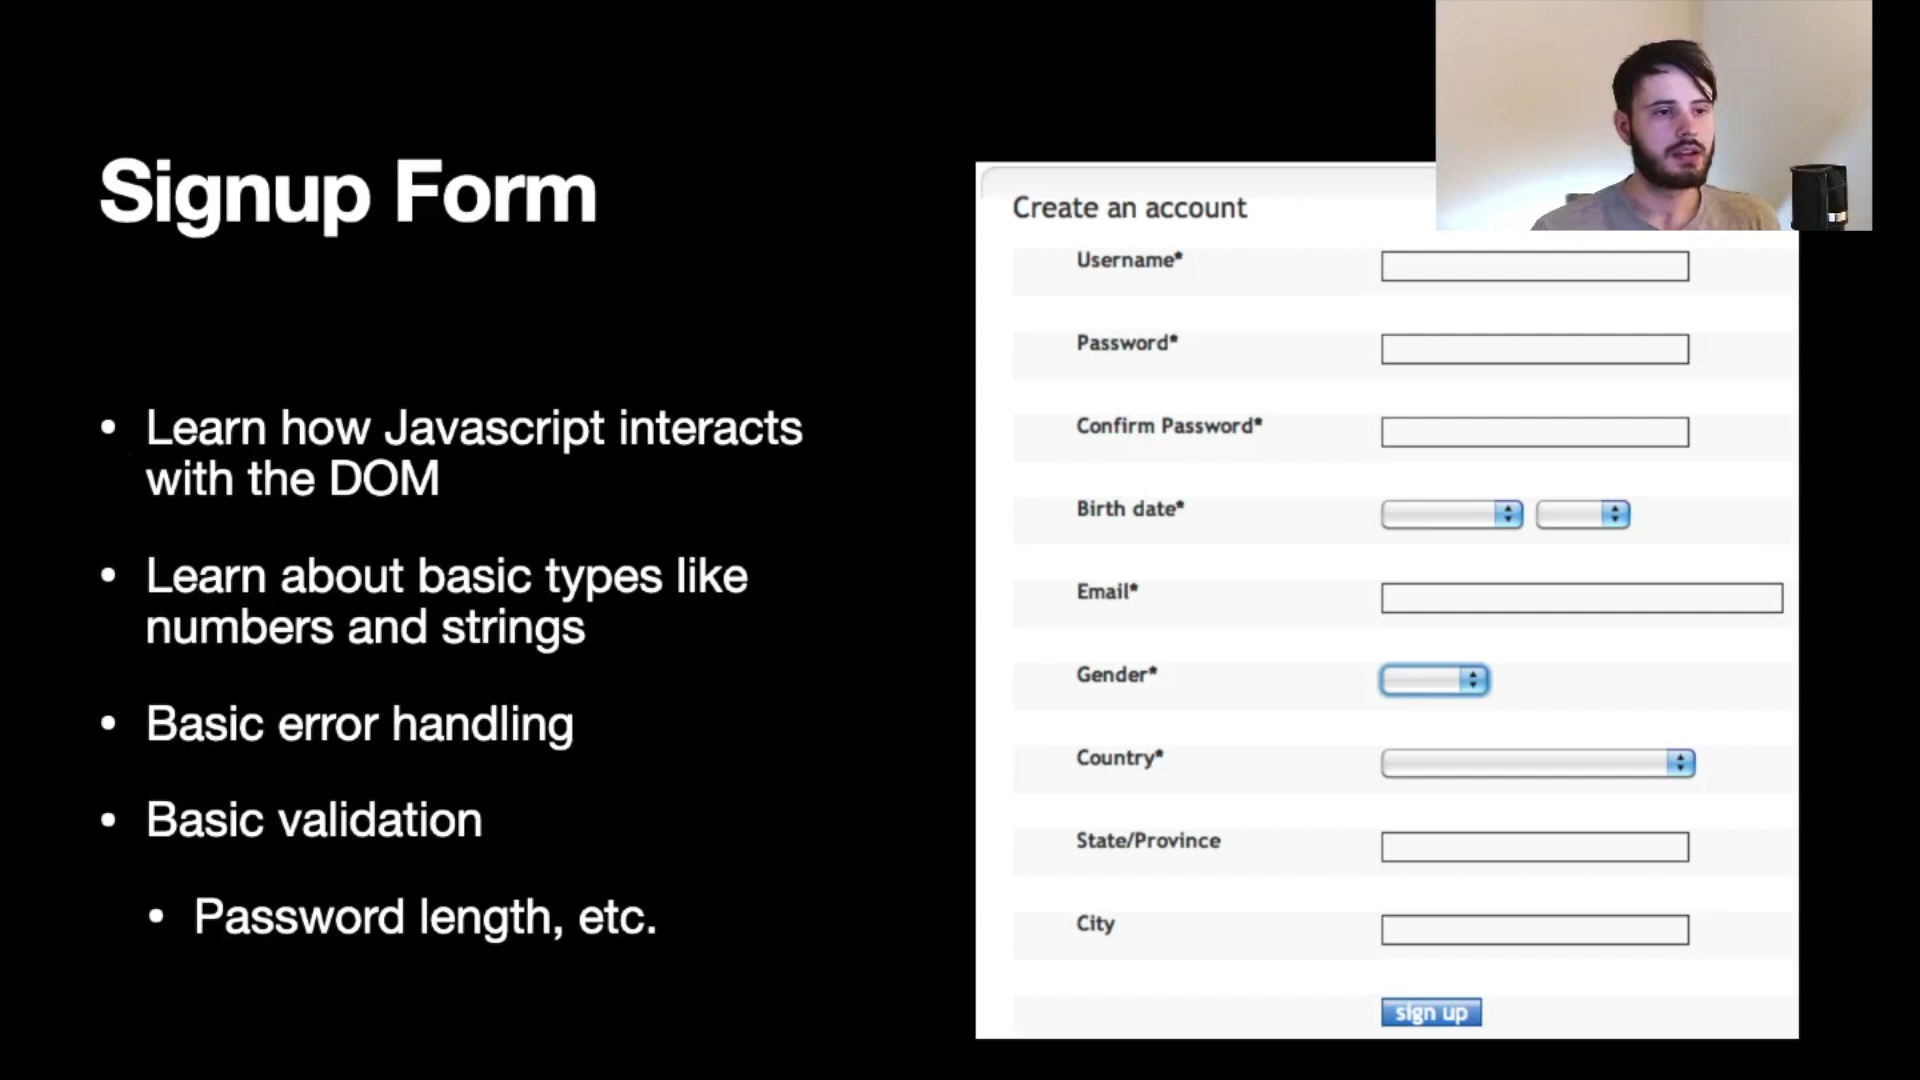 Signup Form
• Learn how Javascript interacts
with the DOM
• Learn about basic types like
numbers and strings
• Basic error handling
• Basic validation
• Password length, etc.
Create an account
Username*
Password*
Confirm Password*
Birth date*
Email*
Gender*
Country*
State/Province
City
sign up